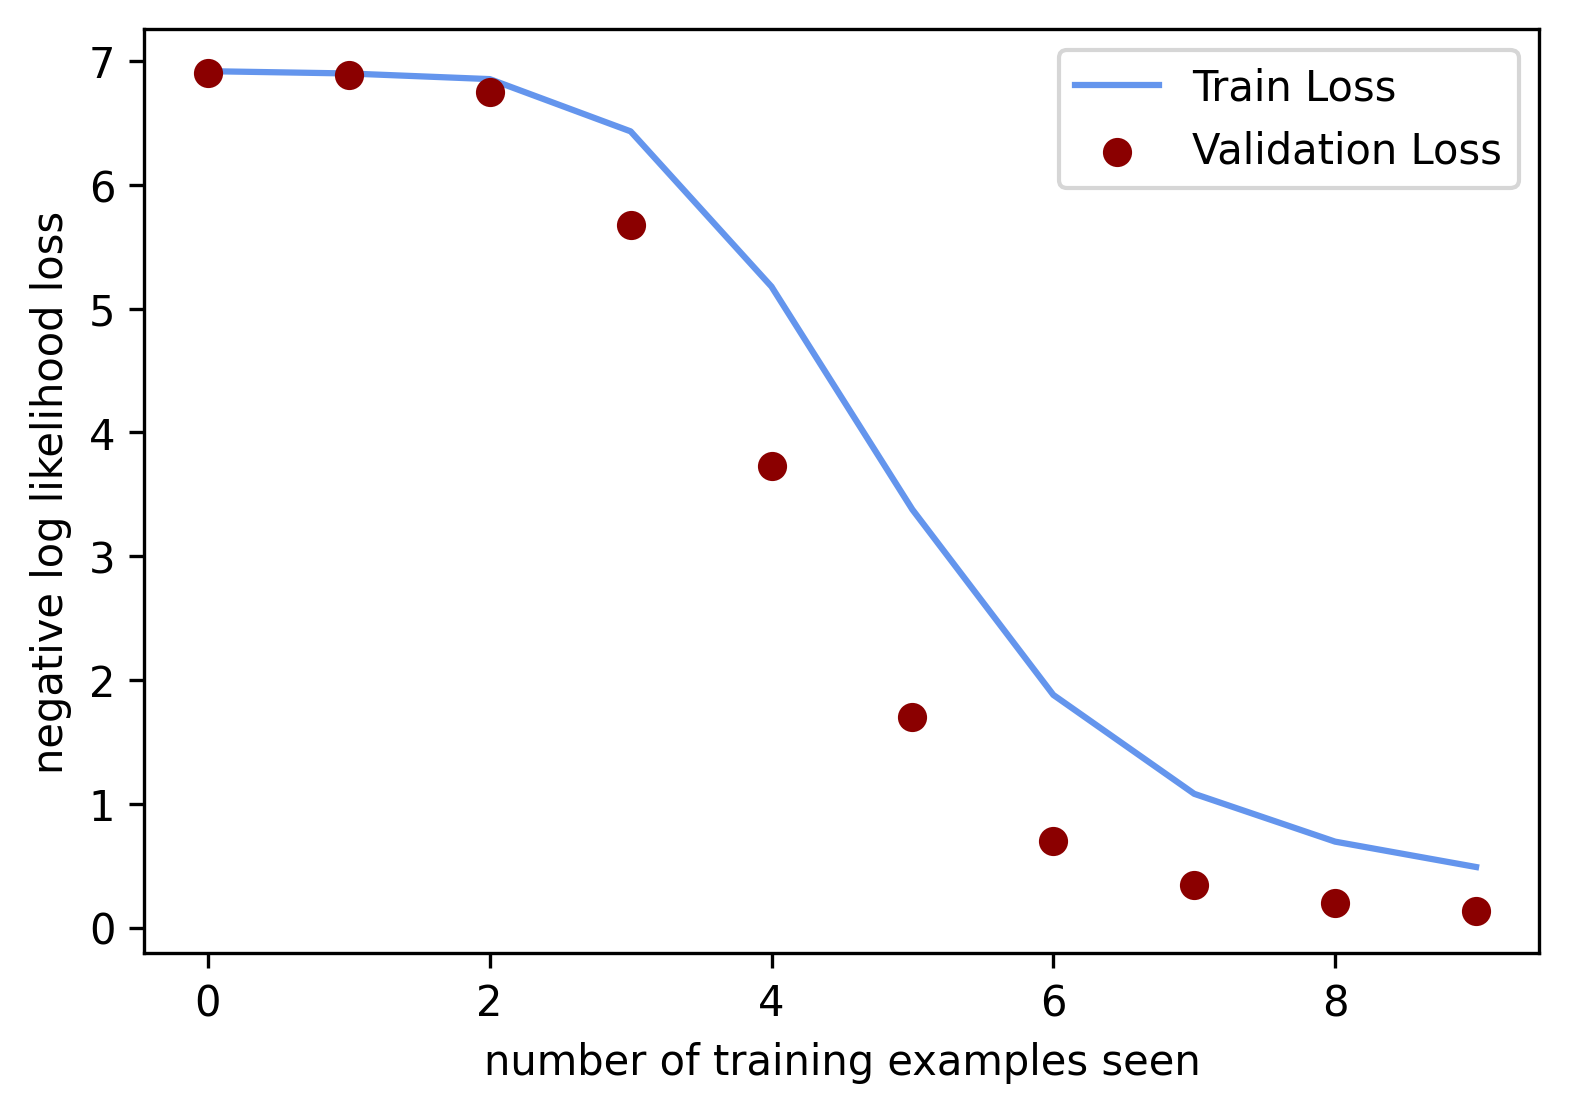 7
6
5
4
3
2
1
0
negative log likelihood loss
Train Loss
Validation Loss
0 2 4 6 8
number of training examples seen